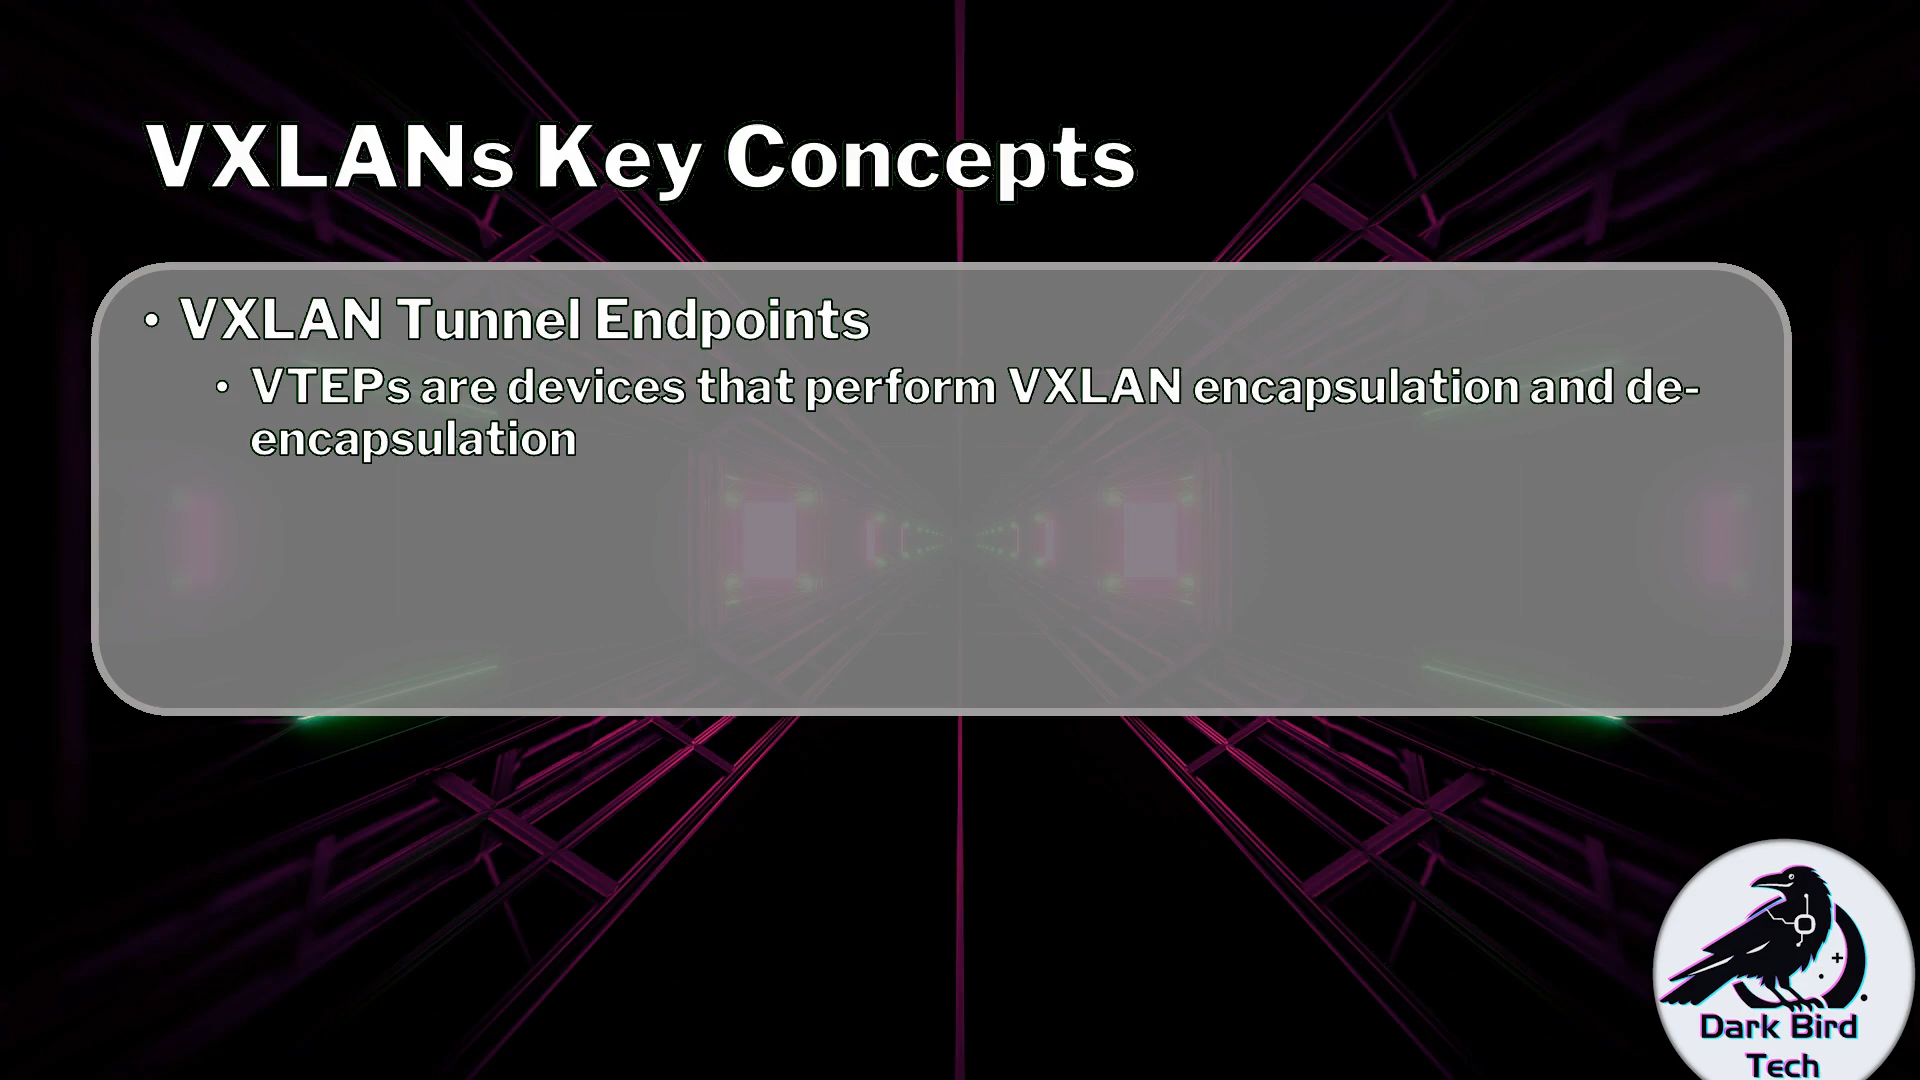 VXLANs Key Concepts
• VXLAN Tunnel Endpoints
• VTEPs are devices that perform VXLAN encapsulation and de-
encapsulation
Dark Bird
Tech